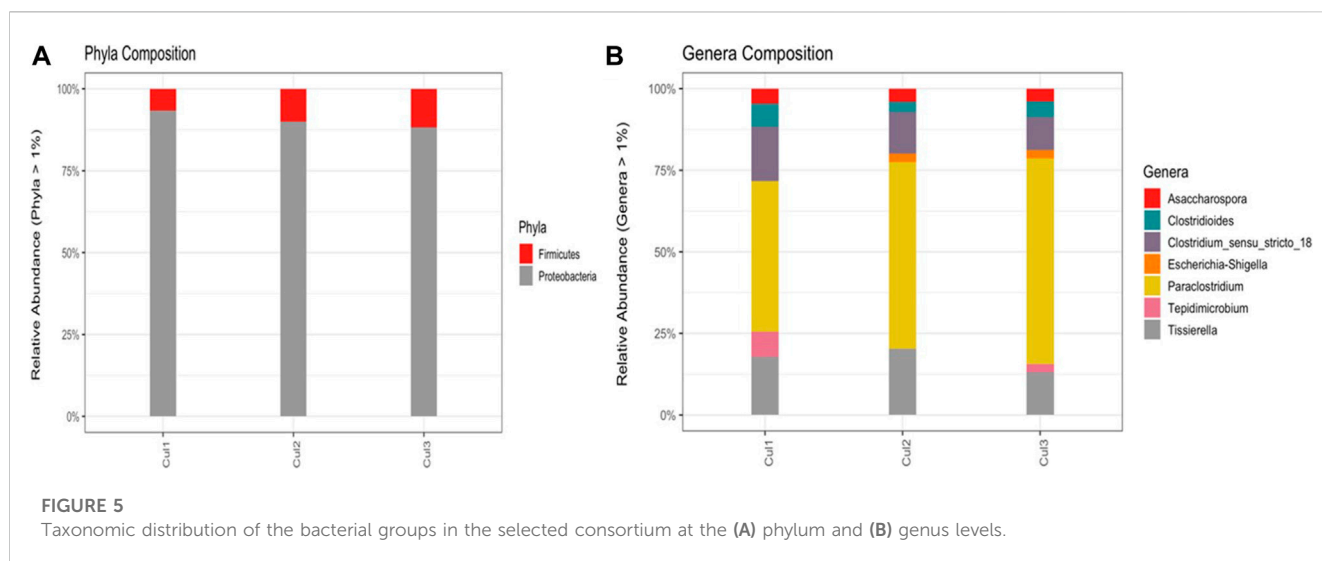 A
Phyla Composition
Relative Abundance (Phyla > 1%)
100%
75%
50%
25%
0%
Cul1
Cul2
Cul3
Phyla
Firmicutes
Proteobacteria
B
Genera Composition
Relative Abundance (Genera > 1%)
100%
75%
50%
25%
0%
Cul1
Cul2
Cul3
Genera
Asaccharospora
Clostridioides
Clostridium_sensu_stricto_18
Escherichia-Shigella
Paraclostridium
Tepidimicrobium
Tissierella
FIGURE 5
Taxonomic distribution of the bacterial groups in the selected consortium at the (A) phylum and (B) genus levels.